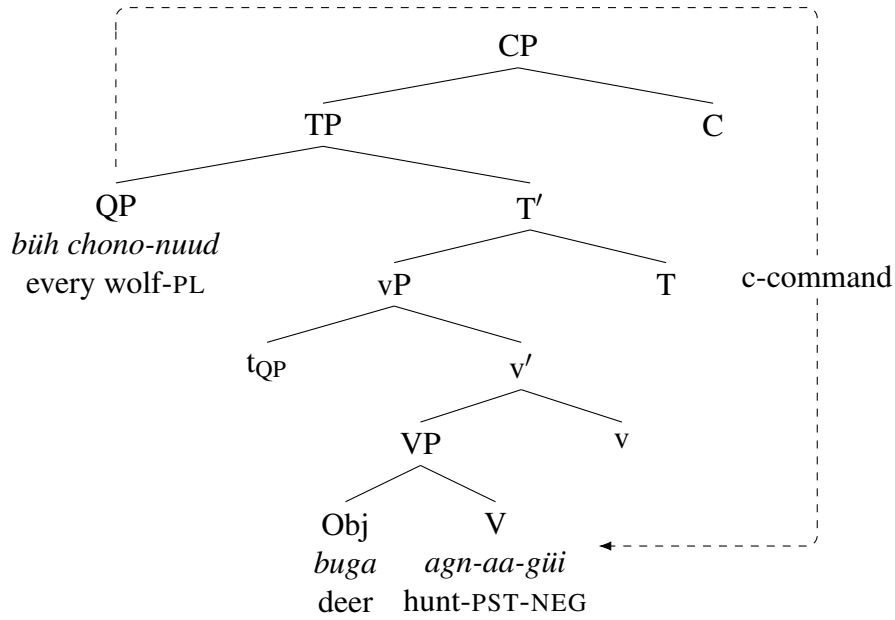 CP
TP C
QP T′
büh chono-nuud
every wolf-PL
vP T c-command
tQP v′
VP v
Obj V
buga agn-aa-güi
deer hunt-PST-NEG